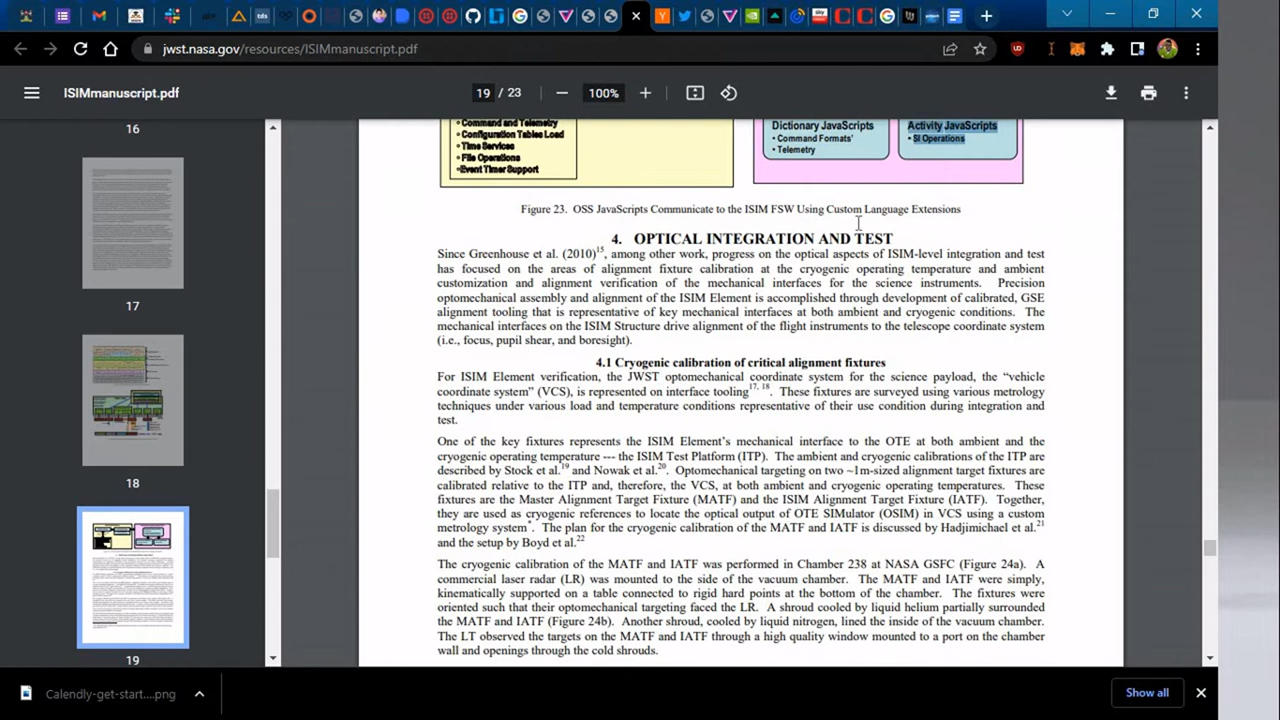 jwst.nasa.gov/resources/ISIMmanuscript.pdf
ISIMmanuscript.pdf
19 / 23
100%
16
17
18
19
Command and Telemetry
Configuration Tables Load
Time Services
File Operations
Event Timer Support
Dictionary JavaScripts
• Command Formats'
• Telemetry
Activity JavaScripts
• SI Operations
Figure 23. OSS JavaScripts Communicate to the ISIM FSW Using Custom Language Extensions
4. OPTICAL INTEGRATION AND TEST
Since Greenhouse et al. (2010)15, among other work, progress on the optical aspects of ISIM-level integration and test
has focused on the areas of alignment fixture calibration at the cryogenic operating temperature and ambient
customization and alignment verification of the mechanical interfaces for the science instruments. Precision
optomechanical assembly and alignment of the ISIM Element is accomplished through development of calibrated, GSE
alignment tooling that is representative of key mechanical interfaces at both ambient and cryogenic conditions. The
mechanical interfaces on the ISIM Structure drive alignment of the flight instruments to the telescope coordinate system
(i.e., focus, pupil shear, and boresight).
4.1 Cryogenic calibration of critical alignment fixtures
For ISIM Element verification, the JWST optomechanical coordinate system for the science payload, the “vehicle
coordinate system” (VCS), is represented on interface tooling17, 18. These fixtures are surveyed using various metrology
techniques under various load and temperature conditions representative of their use condition during integration and
test.
One of the key fixtures represents the ISIM Element's mechanical interface to the OTE at both ambient and the
cryogenic operating temperature --- the ISIM Test Platform (ITP). The ambient and cryogenic calibrations of the ITP are
described by Stock et al.19 and Nowak et al.20. Optomechanical targeting on two ~1m-sized alignment target fixtures are
calibrated relative to the ITP and, therefore, the VCS, at both ambient and cryogenic operating temperatures. These
fixtures are the Master Alignment Target Fixture (MATF) and the ISIM Alignment Target Fixture (IATF). Together,
they are used as cryogenic references to locate the optical output of OTE SIMulator (OSIM) in VCS using a custom
metrology system*. The plan for the cryogenic calibration of the MATF and IATF is discussed by Hadjimichael et al.21
and the setup by Boyd et al.22
The cryogenic calibration of the MATF and IATF was performed in Chamber 238 at NASA GSFC (Figure 24a). A
commercial laser radar (LR) was mounted to the side of the vacuum chamber. The MATF and IATF were simply,
kinematically supported on a table connected to rigid hard points at the bottom of the chamber. The fixtures were
oriented such that their optomechanical targeting faced the LR. A shroud cooled by liquid helium partially surrounded
the MATF and IATF (Figure 24b). Another shroud, cooled by liquid nitrogen, lined the inside of the vacuum chamber.
The LT observed the targets on the MATF and IATF through a high quality window mounted to a port on the chamber
wall and openings through the cold shrouds.
Calendly-get-start....png
Show all